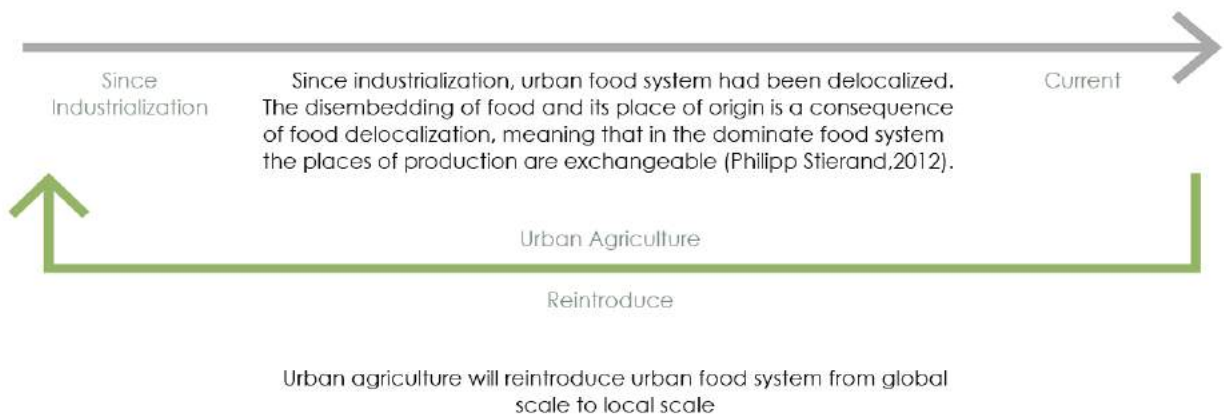 Since
Industrialization
Since industrialization, urban food system had been delocalized.
The disembedding of food and its place of origin is a consequence
of food delocalization, meaning that in the dominate food system
the places of production are exchangeable (Philipp Stierand,2012).
Current
Urban Agriculture
Reintroduce
Urban agriculture will reintroduce urban food system from global
scale to local scale